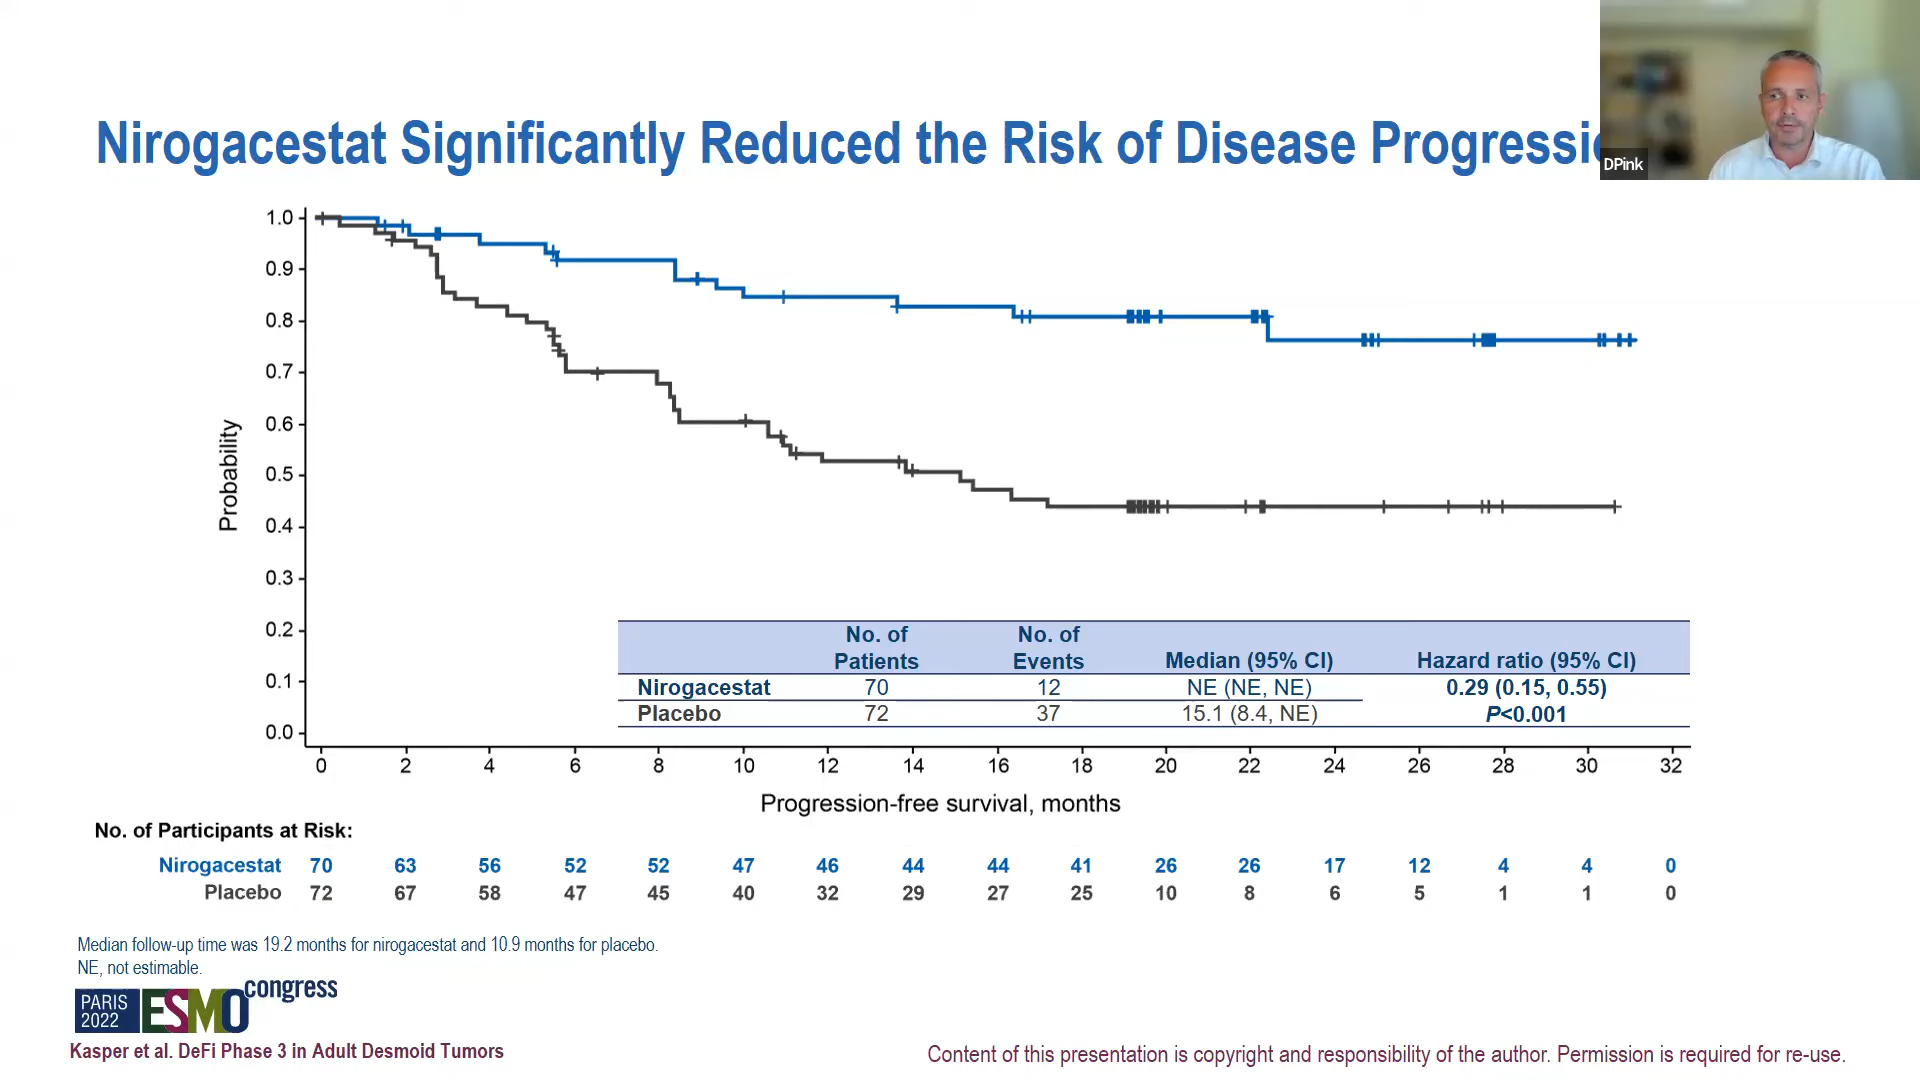 Nirogacestat Significantly Reduced the Risk of Disease Progressi
DPink
1.0
0.9
0.8
0.7
0.6
0.5
0.4
0.3
0.2
0.1
0.0
Probability
No. of Patients No. of Events Median (95% CI) Hazard ratio (95% CI)
Nirogacestat 70 12 NE (NE, NE) 0.29 (0.15, 0.55)
Placebo 72 37 15.1 (8.4, NE) P<0.001
0 2 4 6 8 10 12 14 16 18 20 22 24 26 28 30 32
Progression-free survival, months
No. of Participants at Risk:
Nirogacestat 70 63 56 52 52 47 46 44 44 41 26 26 17 12 4 4 0
Placebo 72 67 58 47 45 40 32 29 27 25 10 8 6 5 1 1 0
Median follow-up time was 19.2 months for nirogacestat and 10.9 months for placebo.
NE, not estimable.
PARIS 2022 ESMO congress
Kasper et al. DeFi Phase 3 in Adult Desmoid Tumors
Content of this presentation is copyright and responsibility of the author. Permission is required for re-use.